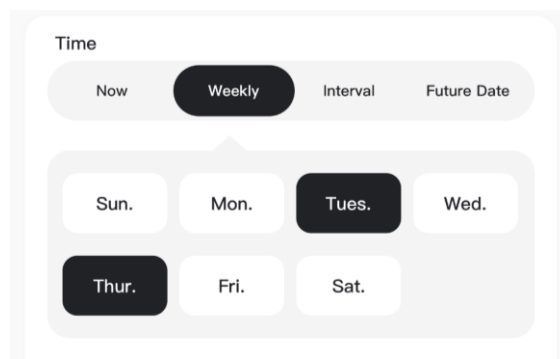 Time
Now Weekly Interval Future Date
Sun. Mon. Tues. Wed.
Thur. Fri. Sat.